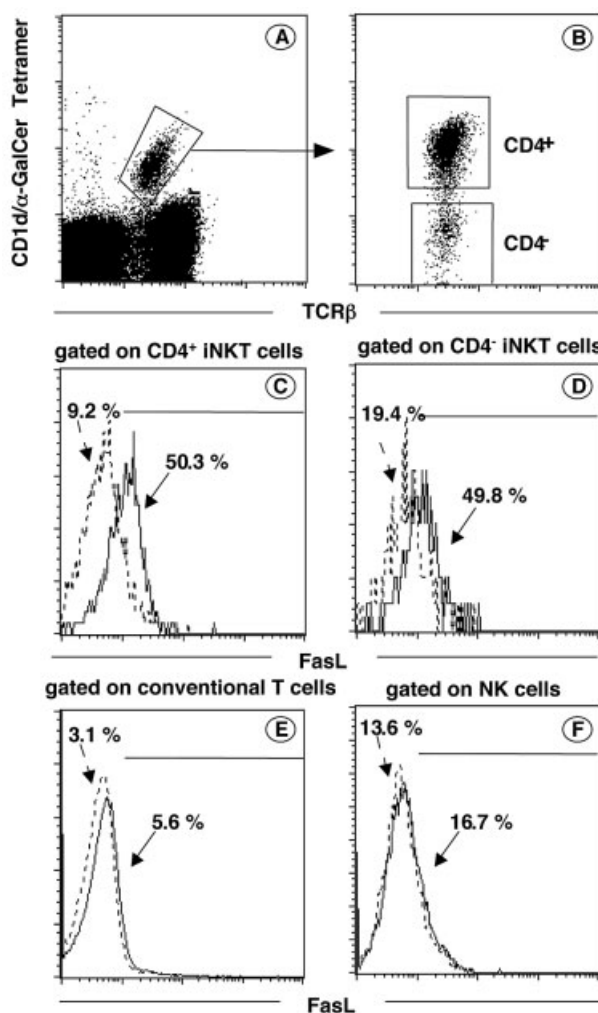 CD1d/α-GalCer Tetramer
A
B
CD4+
CD4-
TCRβ
gated on CD4+ iNKT cells
gated on CD4- iNKT cells
C
D
9.2 %
50.3 %
19.4 %
49.8 %
FasL
gated on conventional T cells
gated on NK cells
E
F
3.1 %
5.6 %
13.6 %
16.7 %
FasL